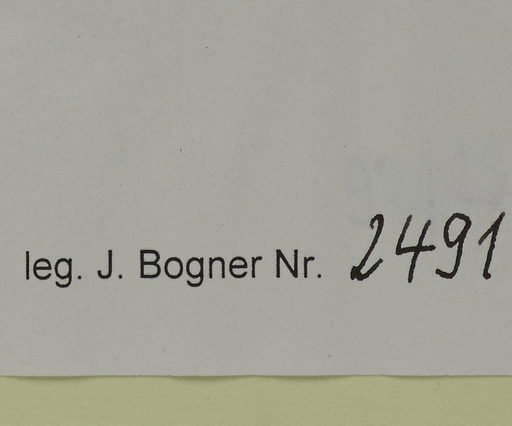 leg. J. Bogner Nr. 2491